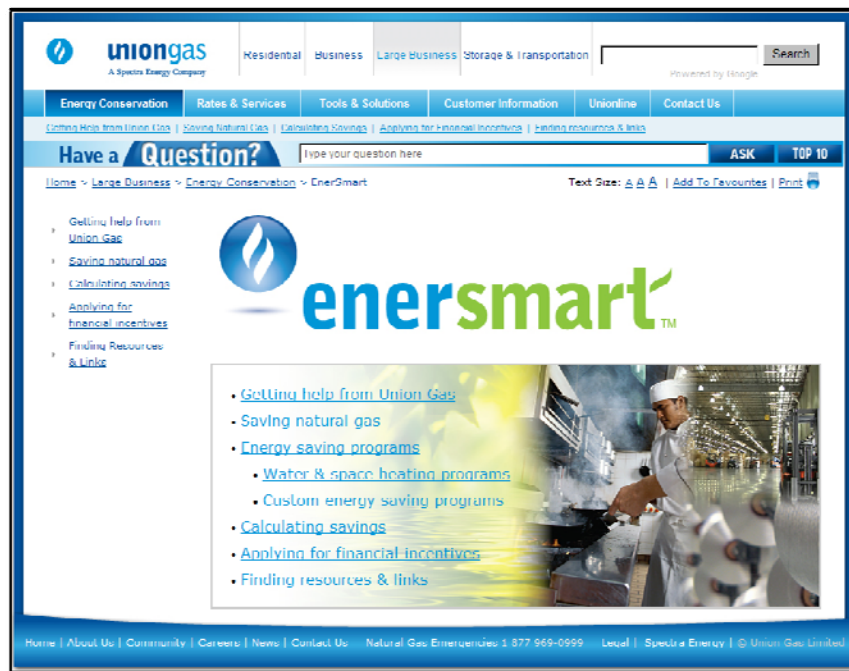 uniongas
A Spectra Energy Company
Residential Business Large Business Storage & Transportation Search
Powered by Google
Energy Conservation Rates & Services Tools & Solutions Customer Information Unionline Contact Us
Getting Help from Union Gas | Saving Natural Gas | Calculating Savings | Applying for Financial Incentives | Finding resources & links
Have a Question? Type your question here ASK TOP 10
Home > Large Business > Energy Conservation > EnerSmart Text Size: A A A | Add To Favourites | Print
Getting help from
Union Gas
Saving natural gas
Calculating savings
Applying for
financial incentives
Finding Resources
& Links
enersmart™
• Getting help from Union Gas
• Saving natural gas
• Energy saving programs
• Water & space heating programs
• Custom energy saving programs
• Calculating savings
• Applying for financial incentives
• Finding resources & links
Home | About Us | Community | Careers | News | Contact Us Natural Gas Emergencies 1 877 969-0999 Legal | Spectra Energy | © Union Gas Limited